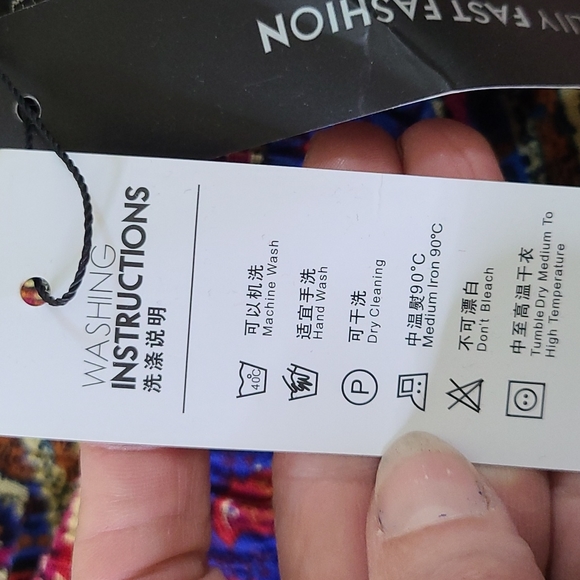 FAST FASHION
WASHING
INSTRUCTIONS
洗涤说明
40C
可以机洗
Machine Wash
适宜手洗
Hand Wash
P
可干洗
Dry Cleaning
中温熨90°C
Medium Iron,90°C
不可漂白
Don't Bleach
中至高温干衣
Tumble Dry Medium To
High Temperature